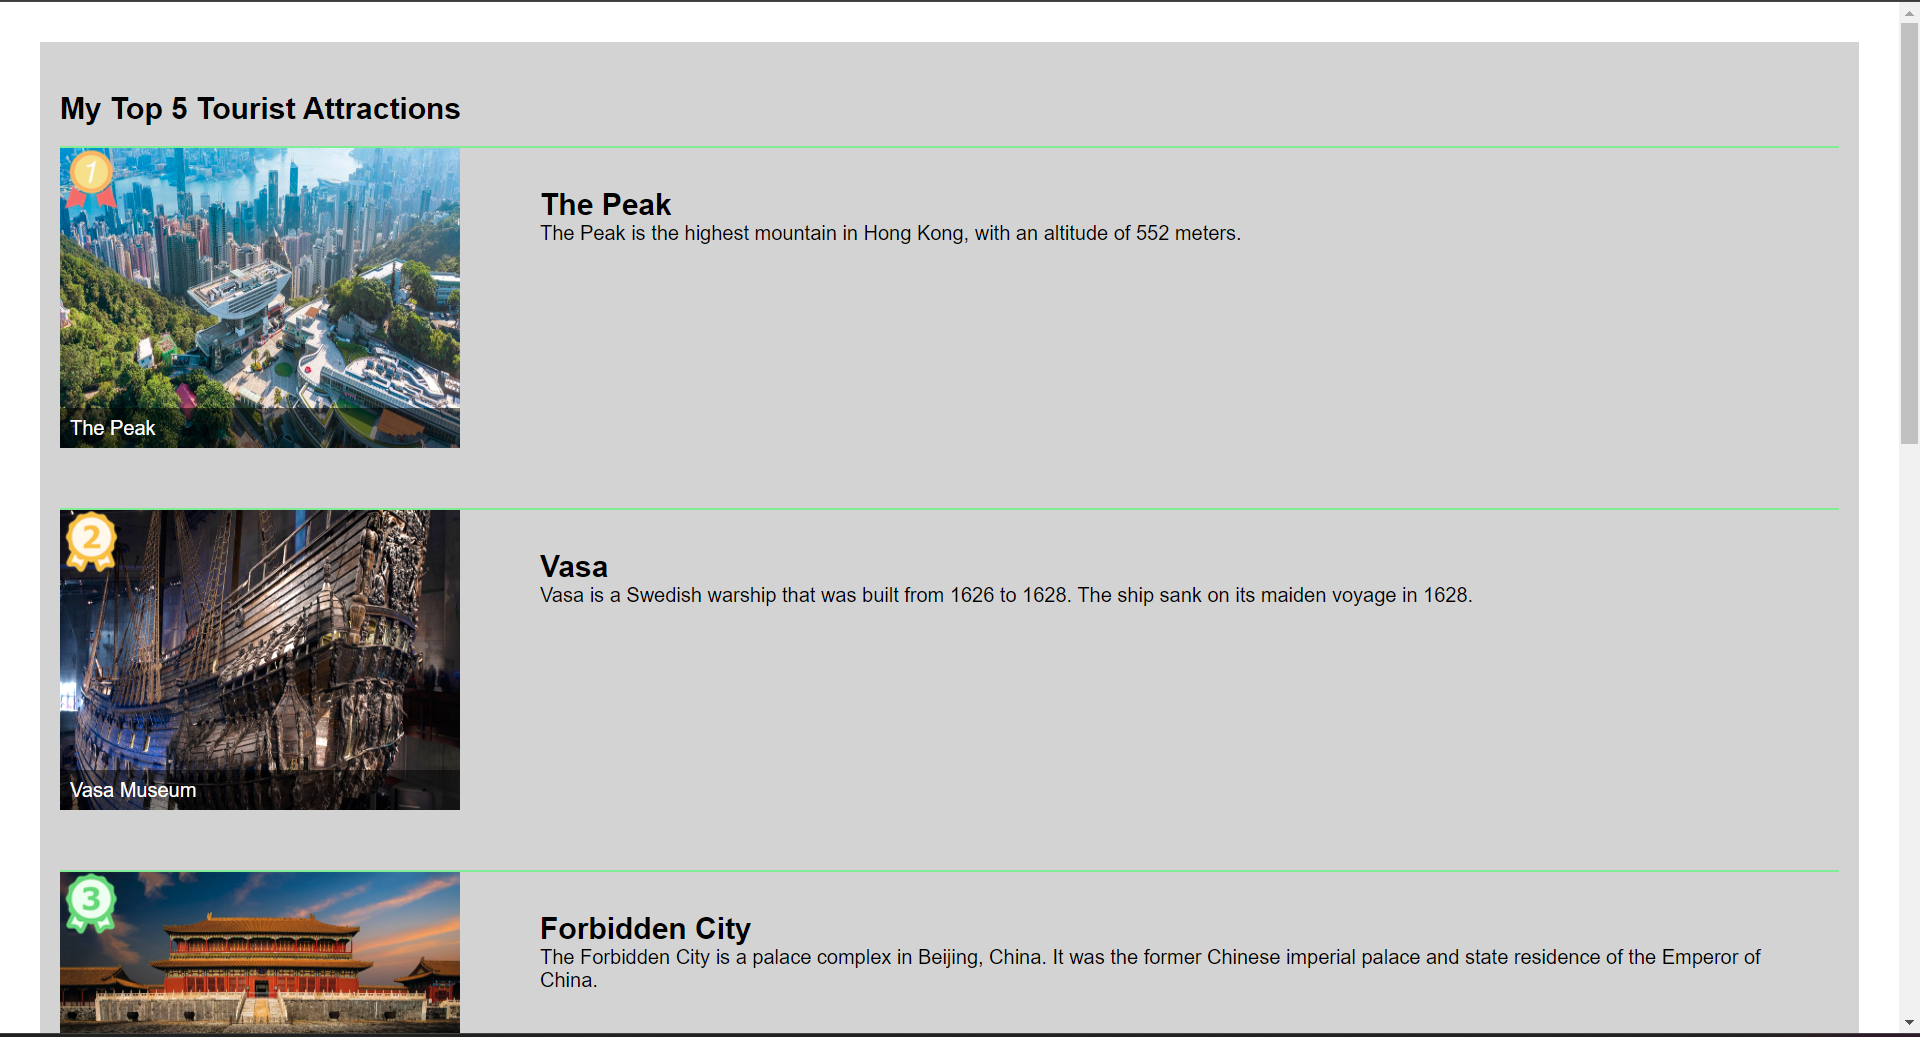 My Top 5 Tourist Attractions
1
The Peak
The Peak is the highest mountain in Hong Kong, with an altitude of 552 meters.
The Peak
2
Vasa
Vasa is a Swedish warship that was built from 1626 to 1628. The ship sank on its maiden voyage in 1628.
Vasa Museum
3
Forbidden City
The Forbidden City is a palace complex in Beijing, China. It was the former Chinese imperial palace and state residence of the Emperor of
China.